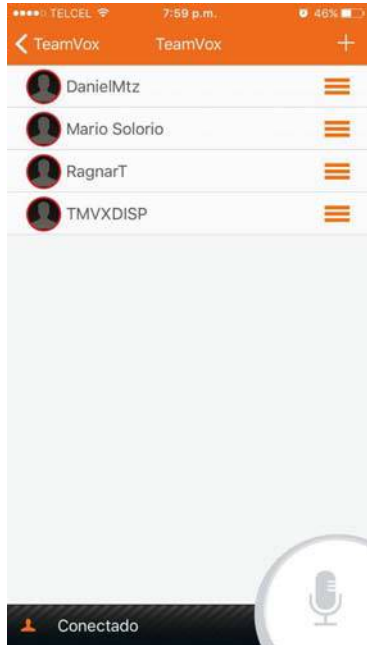 TELCEL 7:59 p.m. 46%
TeamVox TeamVox +
DanielMtz
Mario Solorio
RagnarT
TMVXDISP
Conectado